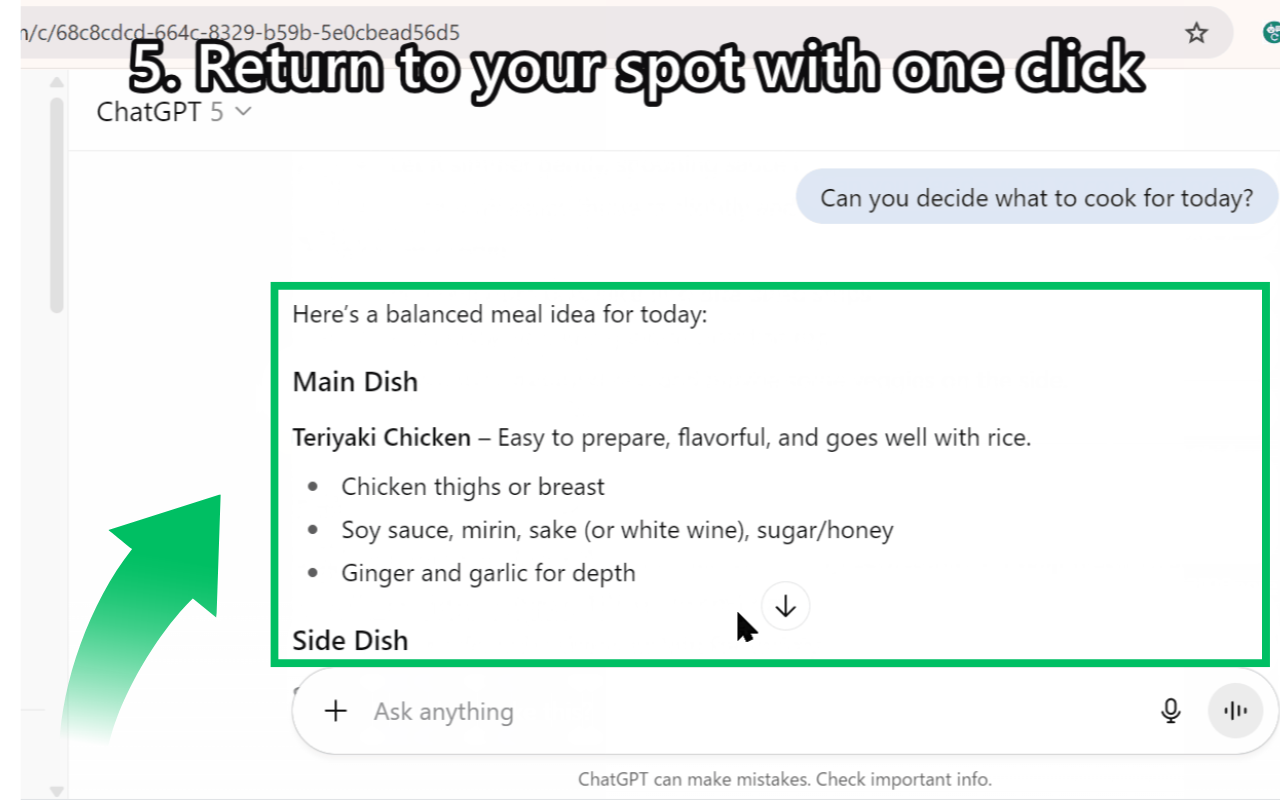 n/c/68c8cdcd-664c-8329-b59b-5e0cbead56d5
5. Return to your spot with one click
ChatGPT 5
Can you decide what to cook for today?
Here's a balanced meal idea for today:
Main Dish
Teriyaki Chicken – Easy to prepare, flavorful, and goes well with rice.
• Chicken thighs or breast
• Soy sauce, mirin, sake (or white wine), sugar/honey
• Ginger and garlic for depth
Side Dish
Ask anything
ChatGPT can make mistakes. Check important info.